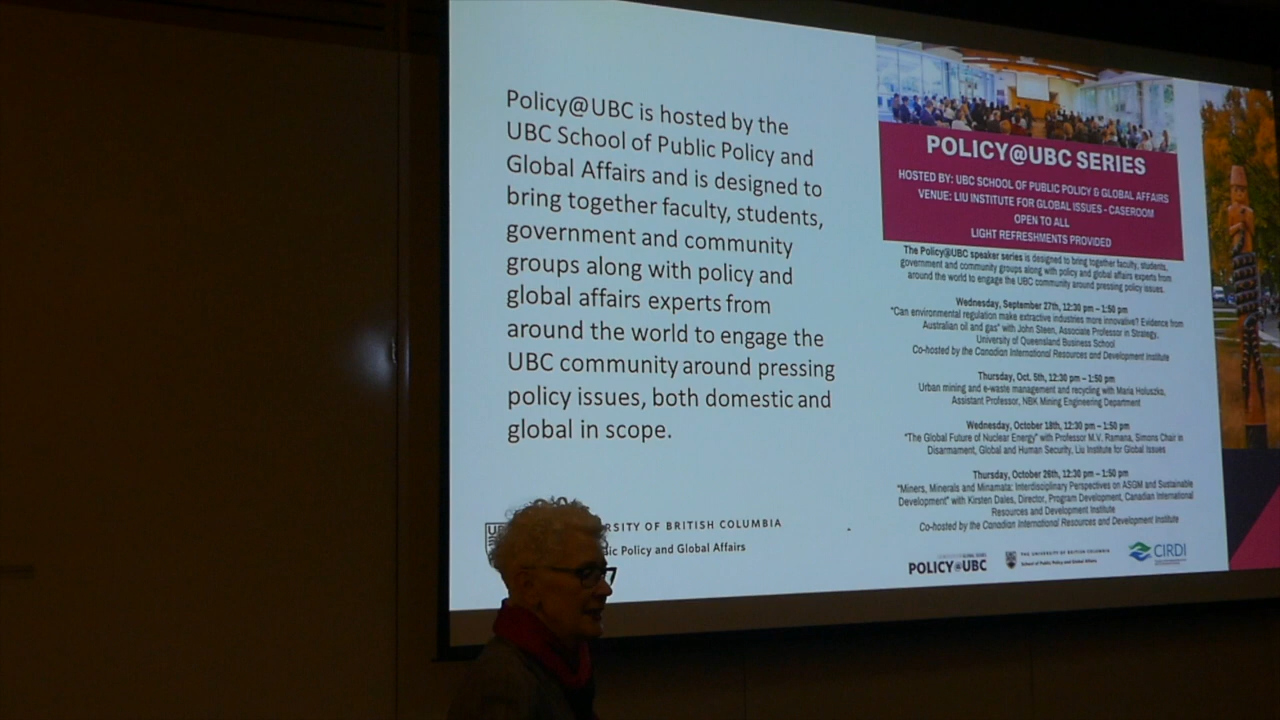 Policy@UBC is hosted by the
UBC School of Public Policy and
Global Affairs and is designed to
bring together faculty, students,
government and community
groups along with policy and
global affairs experts from
around the world to engage the
UBC community around pressing
policy issues, both domestic and
global in scope.
RSITY OF BRITISH COLUMBIA
lic Policy and Global Affairs
POLICY@UBC SERIES
HOSTED BY: UBC SCHOOL OF PUBLIC POLICY & GLOBAL AFFAIRS
VENUE: LIU INSTITUTE FOR GLOBAL ISSUES - CASEROOM
OPEN TO ALL
LIGHT REFRESHMENTS PROVIDED
The Policy@UBC speaker series is designed to bring together faculty, students,
government and community groups along with policy and global affairs experts from
around the world to engage the UBC community around pressing policy issues.
Wednesday, September 27th, 12:30 pm – 1:50 pm
"Can environmental regulation make extractive industries more innovative? Evidence from
Australian oil and gas" with John Steen, Associate Professor in Strategy,
University of Queensland Business School
Co-hosted by the Canadian International Resources and Development Institute
Thursday, Oct. 5th, 12:30 pm – 1:50 pm
Urban mining and e-waste management and recycling with Maria Holuszko,
Assistant Professor, NBK Mining Engineering Department
Wednesday, October 18th, 12:30 pm – 1:50 pm
"The Global Future of Nuclear Energy" with Professor M.V. Ramana, Simons Chair in
Disarmament, Global and Human Security, Liu Institute for Global Issues
Thursday, October 26th, 12:30 pm – 1:50 pm
"Miners, Minerals and Minamata: Interdisciplinary Perspectives on ASGM and Sustainable
Development" with Kirsten Dales, Director, Program Development, Canadian International
Resources and Development Institute
Co-hosted by the Canadian International Resources and Development Institute
POLICY@UBC
THE UNIVERSITY OF BRITISH COLUMBIA
School of Public Policy and Global Affairs
CIRDI